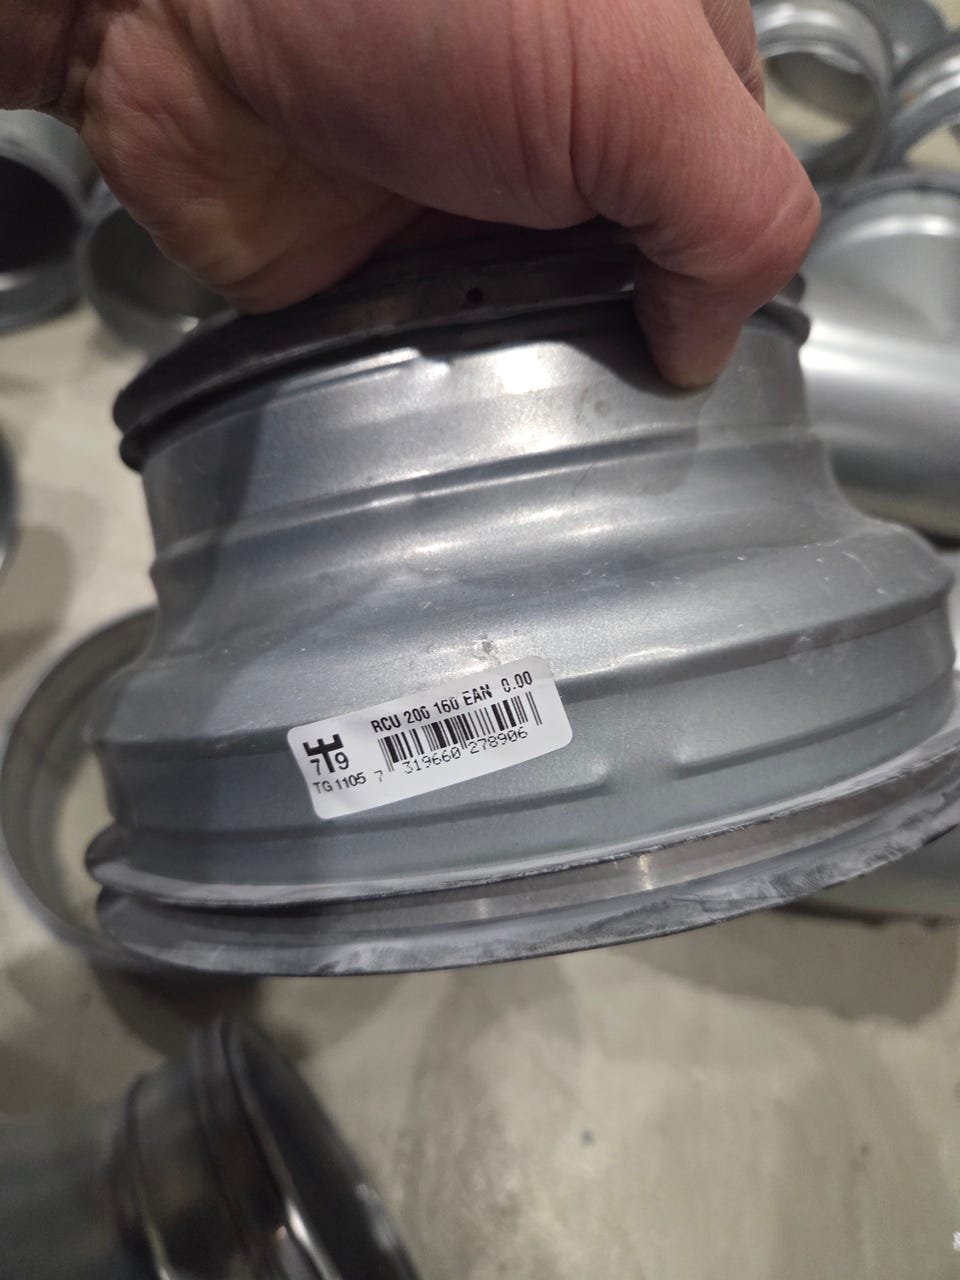 RCU 200 160 EAN 0.00
7 9
TG 1105
7 319660 278906